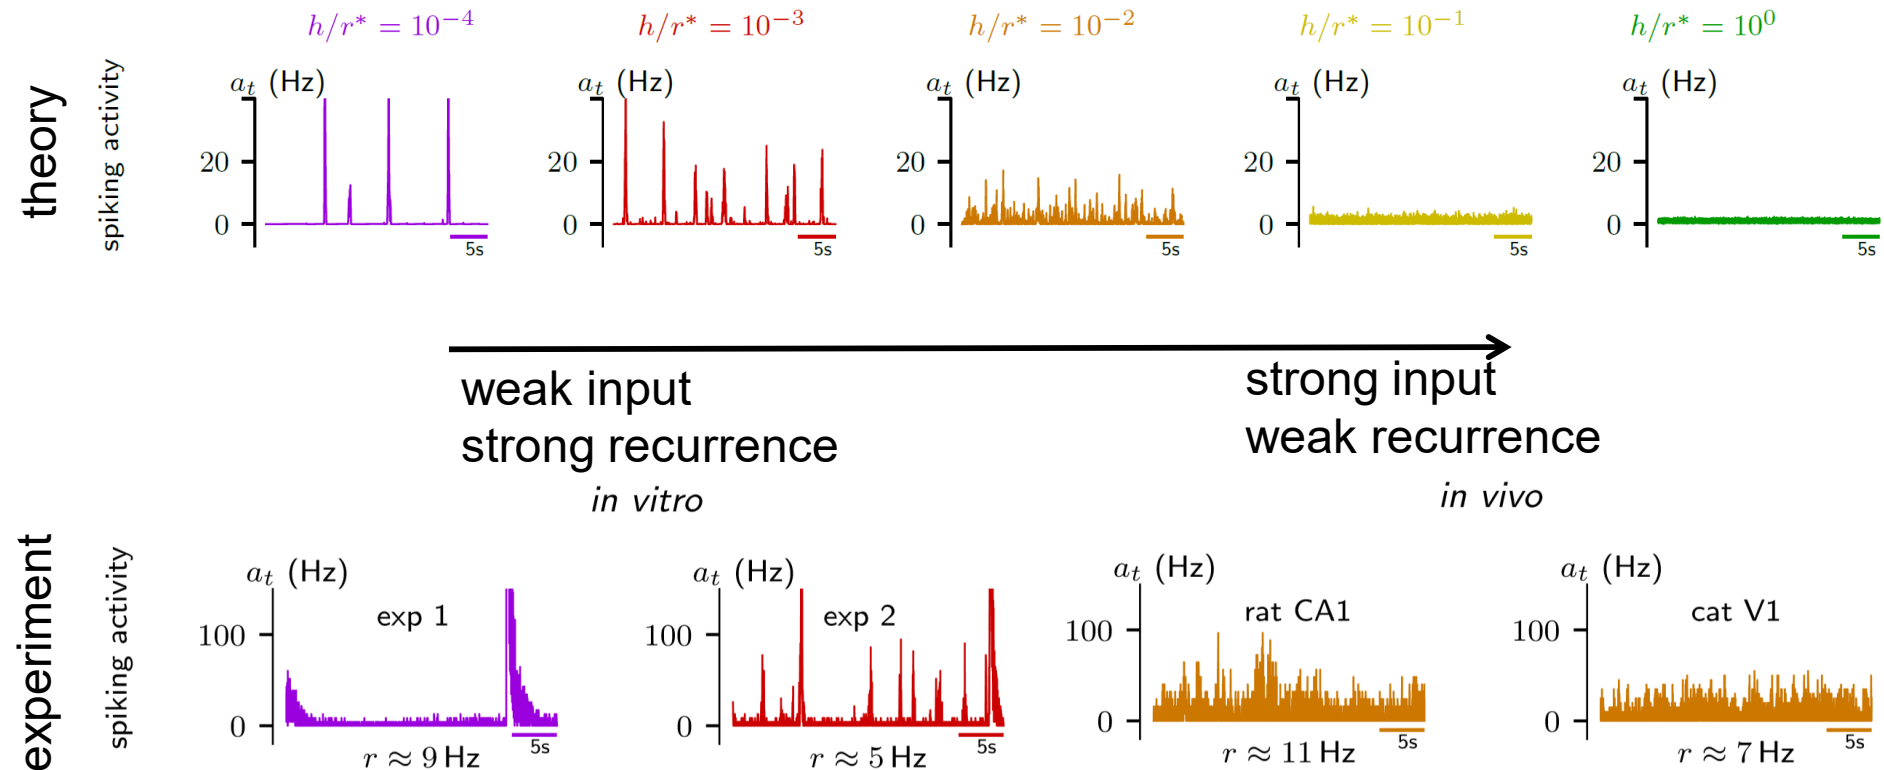 h/r* = 10⁻⁴
h/r* = 10⁻³
h/r* = 10⁻²
h/r* = 10⁻¹
h/r* = 10⁰
theory
spiking activity
aₜ (Hz)
20
0
5s
aₜ (Hz)
20
0
5s
aₜ (Hz)
20
0
5s
aₜ (Hz)
20
0
5s
aₜ (Hz)
20
0
5s
weak input
strong recurrence
in vitro
strong input
weak recurrence
in vivo
experiment
spiking activity
aₜ (Hz)
exp 1
100
0
5s
r ≈ 9 Hz
aₜ (Hz)
exp 2
100
0
5s
r ≈ 5 Hz
aₜ (Hz)
rat CA1
100
0
5s
r ≈ 11 Hz
aₜ (Hz)
cat V1
100
0
5s
r ≈ 7 Hz